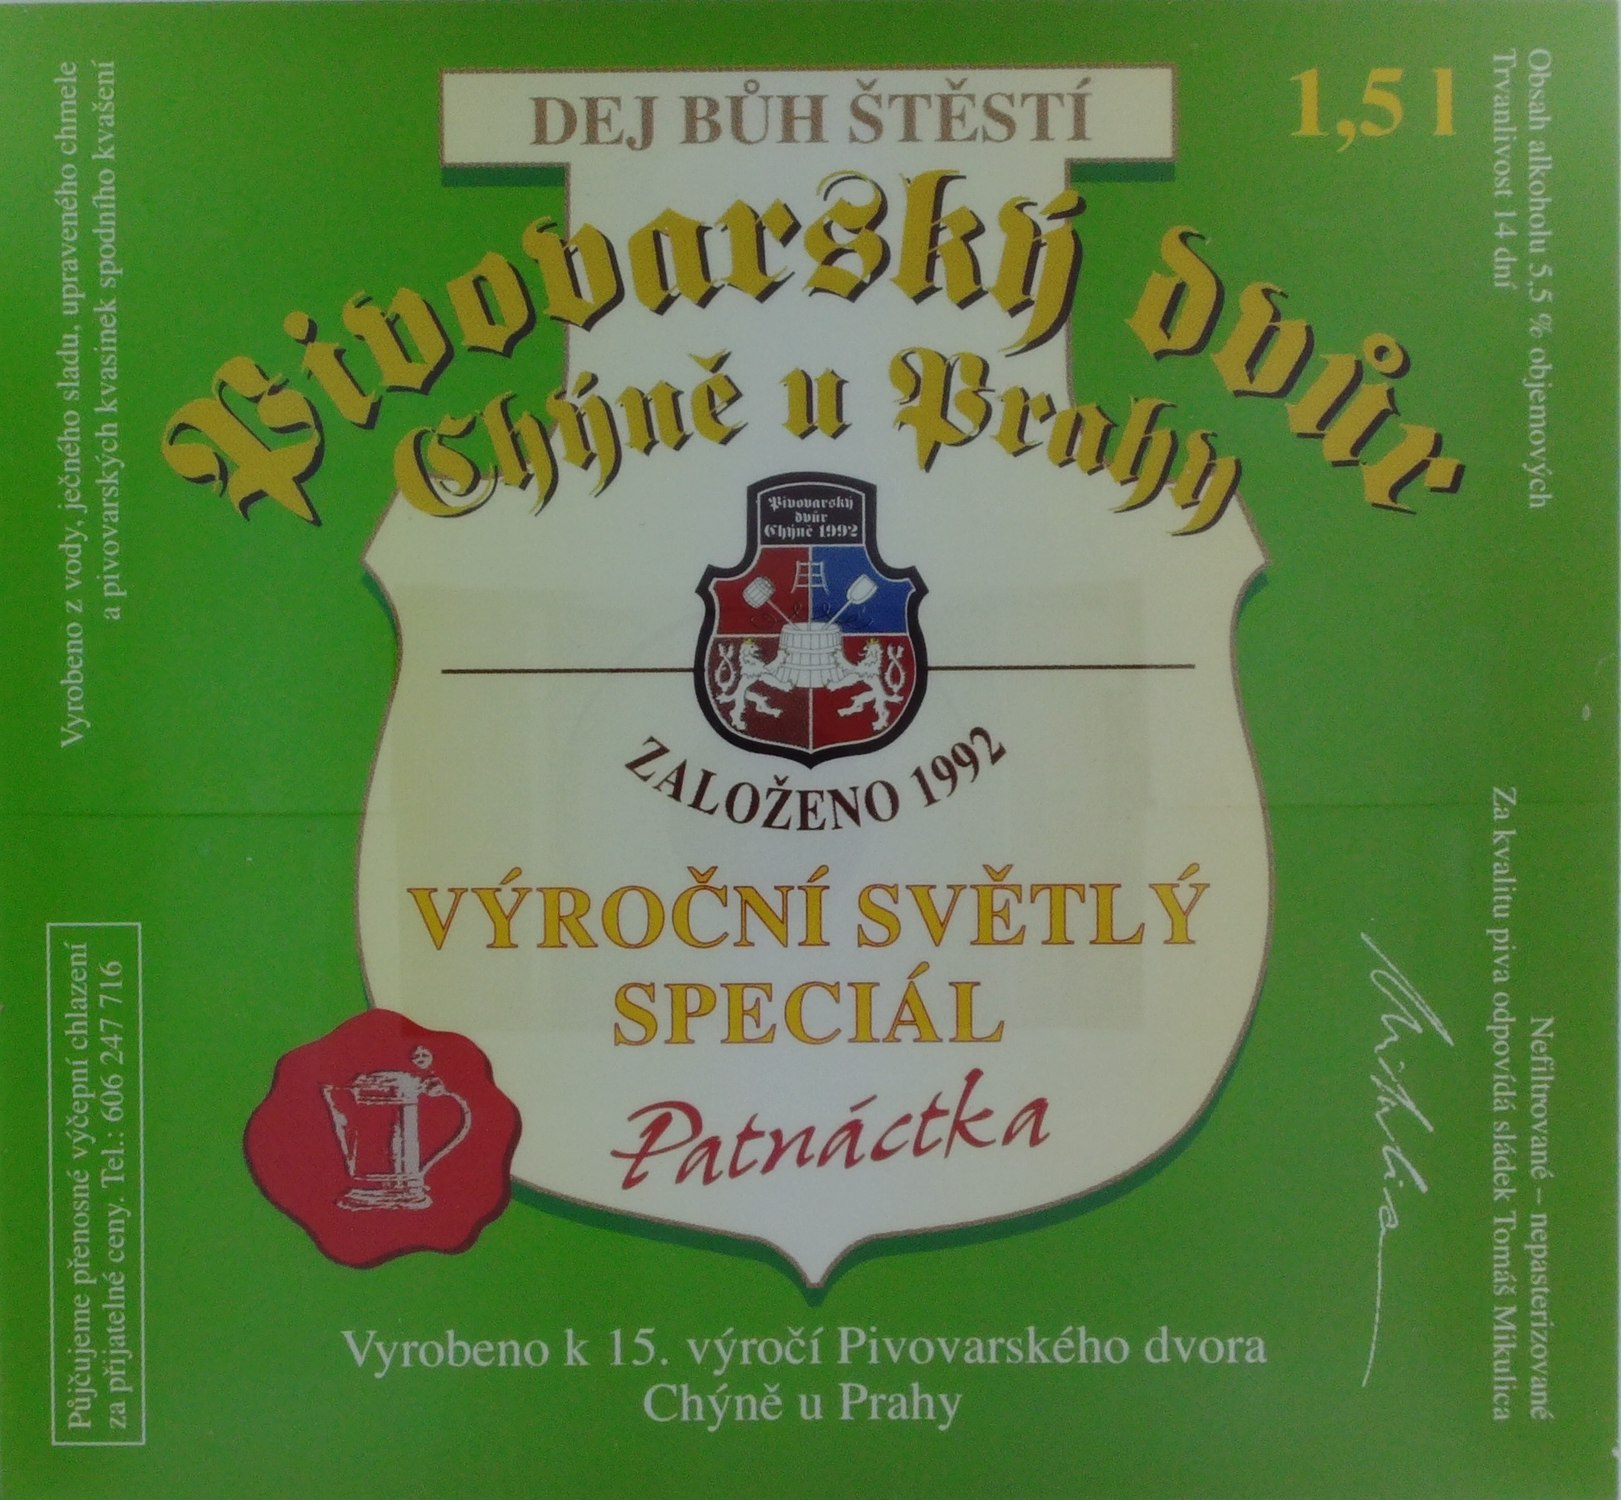 DEJ BŮH ŠTĚSTÍ
1,5 l
Pivovarský dvůr
Chýně u Prahy
Pivovarský
dvůr
Chýně 1992
ZALOŽENO 1992
VÝROČNÍ SVĚTLÝ
SPECIÁL
Patnáctka
Vyrobeno k 15. výročí Pivovarského dvora
Chýně u Prahy
Vyrobeno z vody, ječného sladu, upraveného chmele
a pivovarských kvasinek spodního kvašení
Půjčujeme přenosné výčepní chlazení
za přijatelné ceny. Tel.: 606 247 716
Obsah alkoholu 5,5 % objemových
Trvanlivost 14 dní
Nefiltrované – nepasterizované
Za kvalitu piva odpovídá sládek Tomáš Mikulica